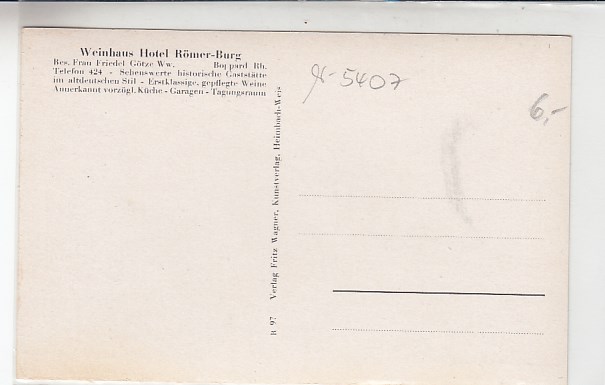 Weinhaus Hotel Römer-Burg
Bes. Frau Friedel Götze Ww. Boppard Rh.
Telefon 424 - Sehenswerte historische Gaststätte
im altdeutschen Stil - Erstklassige, gepflegte Weine
Anerkannt vorzügl. Küche - Garagen - Tagungsraum
5407
6,-
B 97 Verlag Fritz Wagner, Kunstverlag, Heimbach-Weis